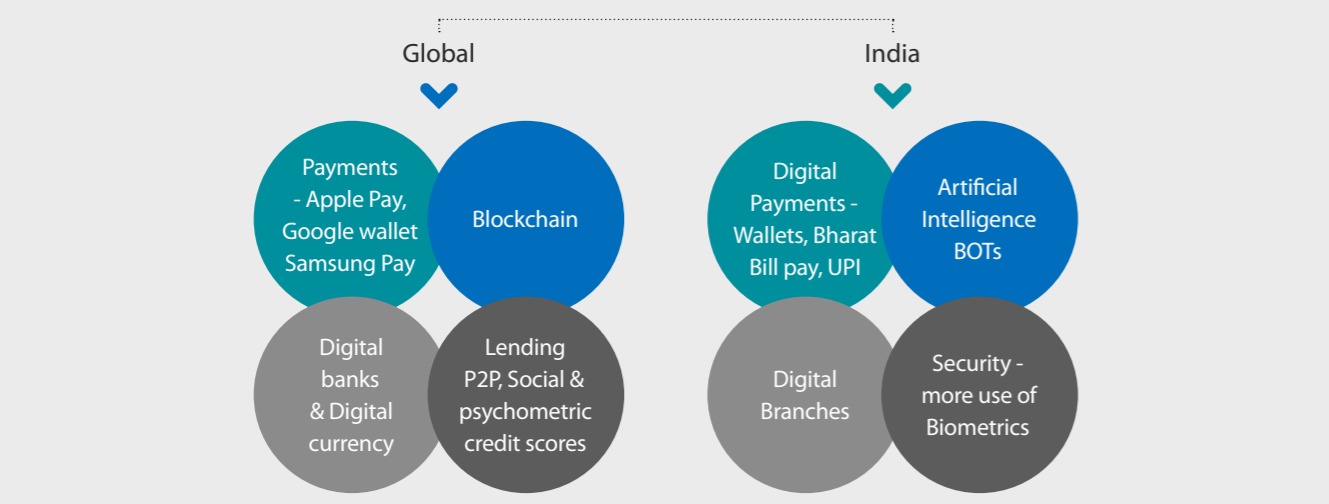 Global
India
Payments
- Apple Pay,
Google wallet
Samsung Pay
Blockchain
Digital
banks
& Digital
currency
Lending
P2P, Social &
psychometric
credit scores
Digital
Payments -
Wallets, Bharat
Bill pay, UPI
Artificial
Intelligence
BOTs
Digital
Branches
Security -
more use of
Biometrics